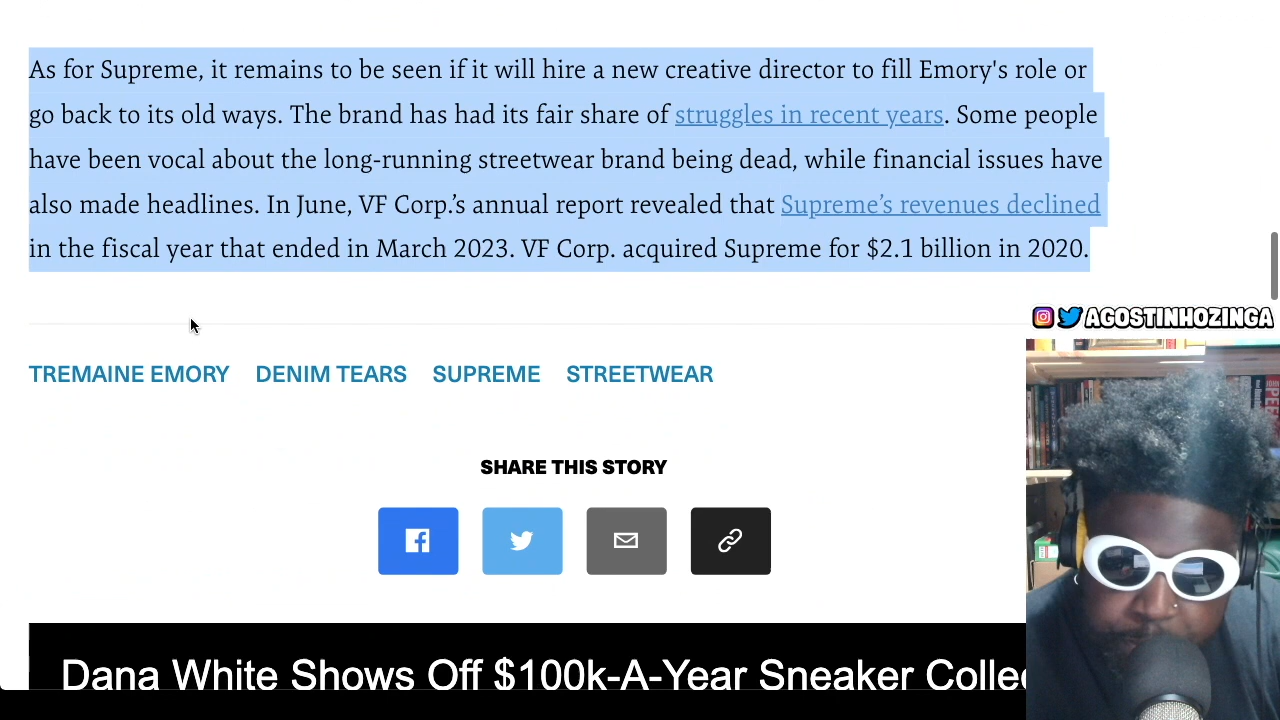 As for Supreme, it remains to be seen if it will hire a new creative director to fill Emory's role or
go back to its old ways. The brand has had its fair share of struggles in recent years. Some people
have been vocal about the long-running streetwear brand being dead, while financial issues have
also made headlines. In June, VF Corp.’s annual report revealed that Supreme’s revenues declined
in the fiscal year that ended in March 2023. VF Corp. acquired Supreme for $2.1 billion in 2020.
AGOSTINHOZINGA
TREMAINE EMORY DENIM TEARS SUPREME STREETWEAR
SHARE THIS STORY
Dana White Shows Off $100k-A-Year Sneaker Collec